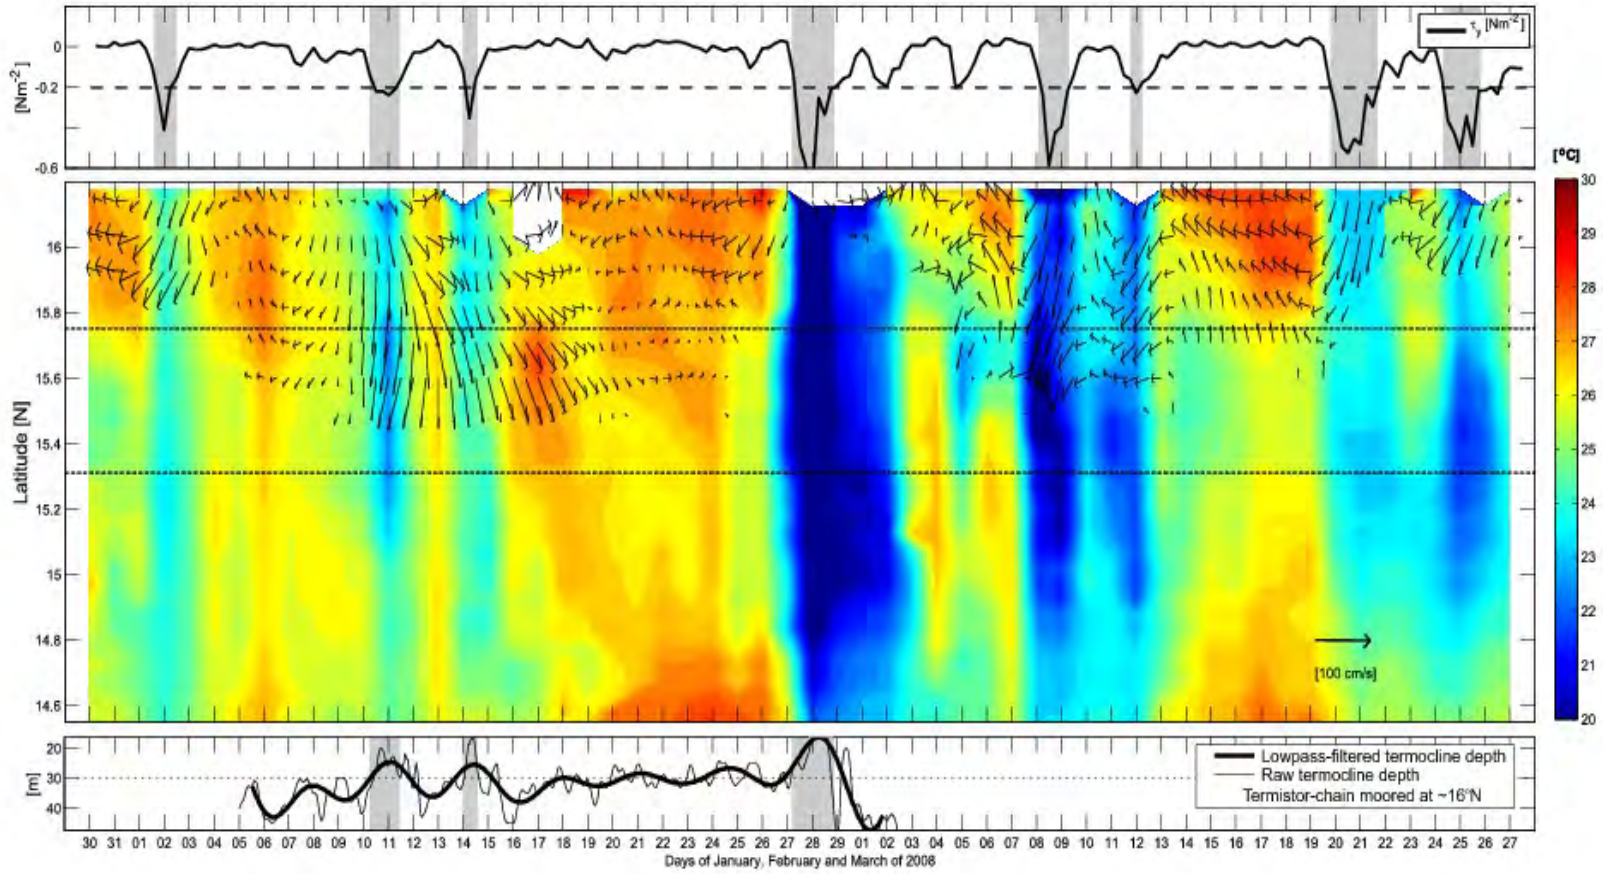 τy [Nm-2]
0
-0.2
-0.6
[Nm-2]
[ºC]
30
29
28
27
26
25
24
23
22
21
20
16
15.8
15.6
15.4
15.2
15
14.8
14.6
Latitude [N]
[100 cm/s]
20
30
40
[m]
Lowpass-filtered termocline depth
Raw termocline depth
Termistor-chain moored at ~16°N
30 31 01 02 03 04 05 06 07 08 09 10 11 12 13 14 15 16 17 18 19 20 21 22 23 24 25 26 27 28 29 01 02 03 04 05 06 07 08 09 10 11 12 13 14 15 16 17 18 19 20 21 22 23 24 25 26 27
Days of January, February and March of 2008